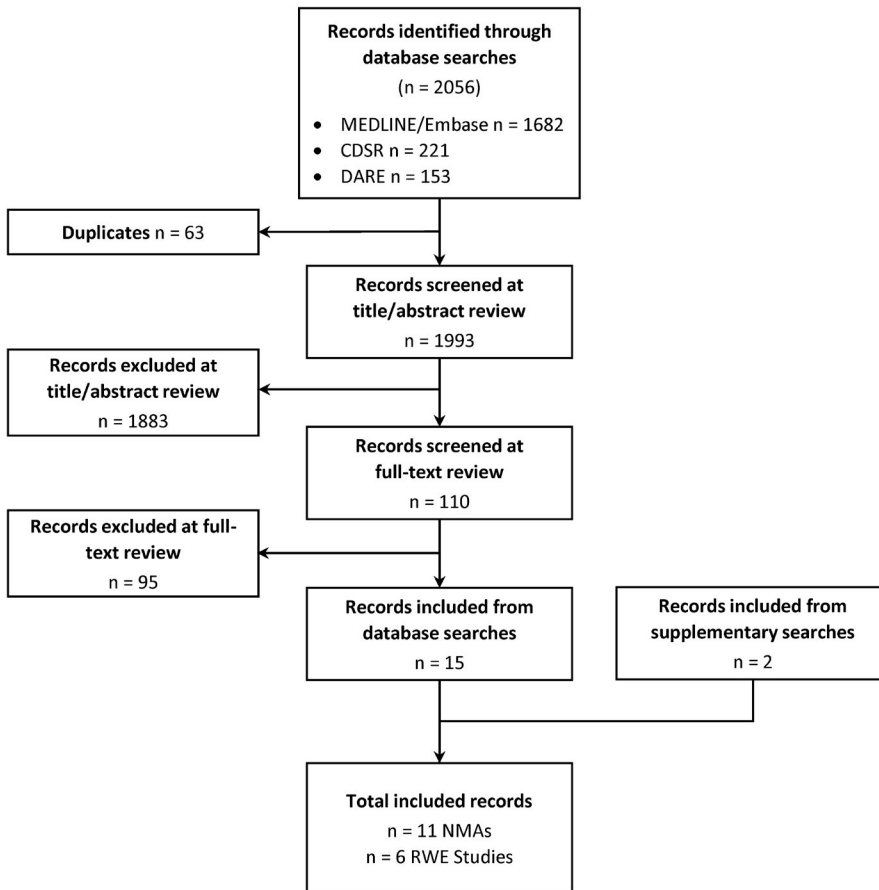 Records identified through
database searches
(n = 2056)
• MEDLINE/Embase n = 1682
• CDSR n = 221
• DARE n = 153
Duplicates n = 63
Records screened at
title/abstract review
n = 1993
Records excluded at
title/abstract review
n = 1883
Records screened at
full-text review
n = 110
Records excluded at full-
text review
n = 95
Records included from
database searches
n = 15
Records included from
supplementary searches
n = 2
Total included records
n = 11 NMAs
n = 6 RWE Studies